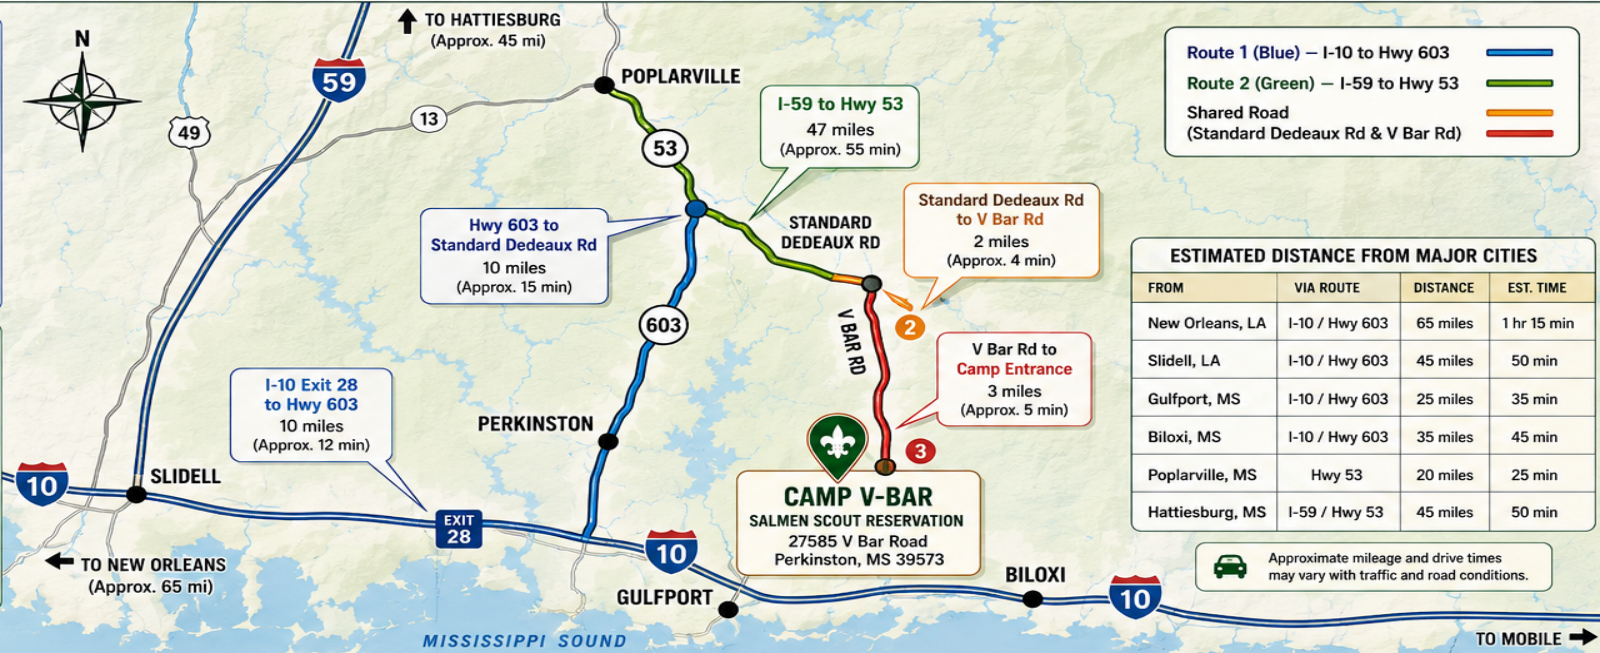 N
TO HATTIESBURG
(Approx. 45 mi)
59
49
13
POPLARVILLE
53
I-59 to Hwy 53
47 miles
(Approx. 55 min)
Route 1 (Blue) – I-10 to Hwy 603
Route 2 (Green) – I-59 to Hwy 53
Shared Road
(Standard Dedeaux Rd & V Bar Rd)
Hwy 603 to
Standard Dedeaux Rd
10 miles
(Approx. 15 min)
STANDARD
DEDEAUX RD
Standard Dedeaux Rd
to V Bar Rd
2 miles
(Approx. 4 min)
2
603
V BAR RD
V Bar Rd to
Camp Entrance
3 miles
(Approx. 5 min)
3
I-10 Exit 28
to Hwy 603
10 miles
(Approx. 12 min)
PERKINSTON
10
SLIDELL
EXIT
28
TO NEW ORLEANS
(Approx. 65 mi)
10
CAMP V-BAR
SALMEN SCOUT RESERVATION
27585 V Bar Road
Perkinston, MS 39573
GULFPORT
BILOXI
10
MISSISSIPPI SOUND
TO MOBILE
ESTIMATED DISTANCE FROM MAJOR CITIES
FROM VIA ROUTE DISTANCE EST. TIME
New Orleans, LA I-10 / Hwy 603 65 miles 1 hr 15 min
Slidell, LA I-10 / Hwy 603 45 miles 50 min
Gulfport, MS I-10 / Hwy 603 25 miles 35 min
Biloxi, MS I-10 / Hwy 603 35 miles 45 min
Poplarville, MS Hwy 53 20 miles 25 min
Hattiesburg, MS I-59 / Hwy 53 45 miles 50 min
Approximate mileage and drive times
may vary with traffic and road conditions.